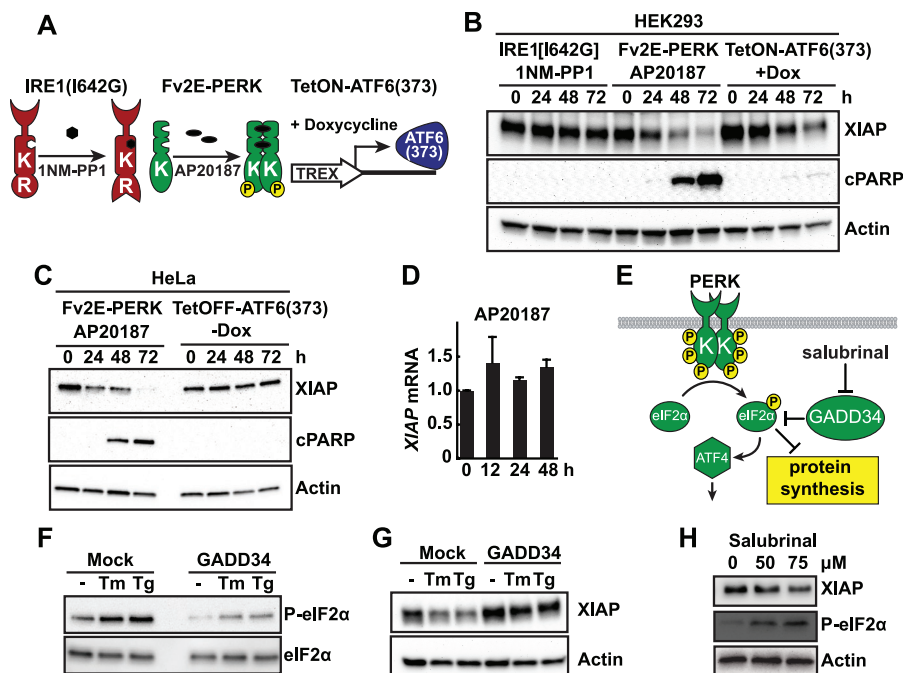 A
IRE1(I642G) Fv2E-PERK TetON-ATF6(373)
+ Doxycycline
ATF6
(373)
K K K K K
1NM-PP1 AP20187
R R TREX
P P
B
HEK293
IRE1[I642G] Fv2E-PERK TetON-ATF6(373)
1NM-PP1 AP20187 +Dox
0 24 48 72 0 24 48 72 0 24 48 72 h
XIAP
cPARP
Actin
C
HeLa
Fv2E-PERK TetOFF-ATF6(373)
AP20187 -Dox
0 24 48 72 0 24 48 72 h
XIAP
cPARP
Actin
D
AP20187
XIAP mRNA
1.5
1.0
0.5
0
0 12 24 48 h
E
PERK
P P
P K K P
P P
salubrinal
P
eIF2α eIF2α GADD34
ATF4
protein
synthesis
F
Mock GADD34
- Tm Tg - Tm Tg
P-eIF2α
eIF2α
G
Mock GADD34
- Tm Tg - Tm Tg
XIAP
Actin
H
Salubrinal
0 50 75 µM
XIAP
P-eIF2α
Actin